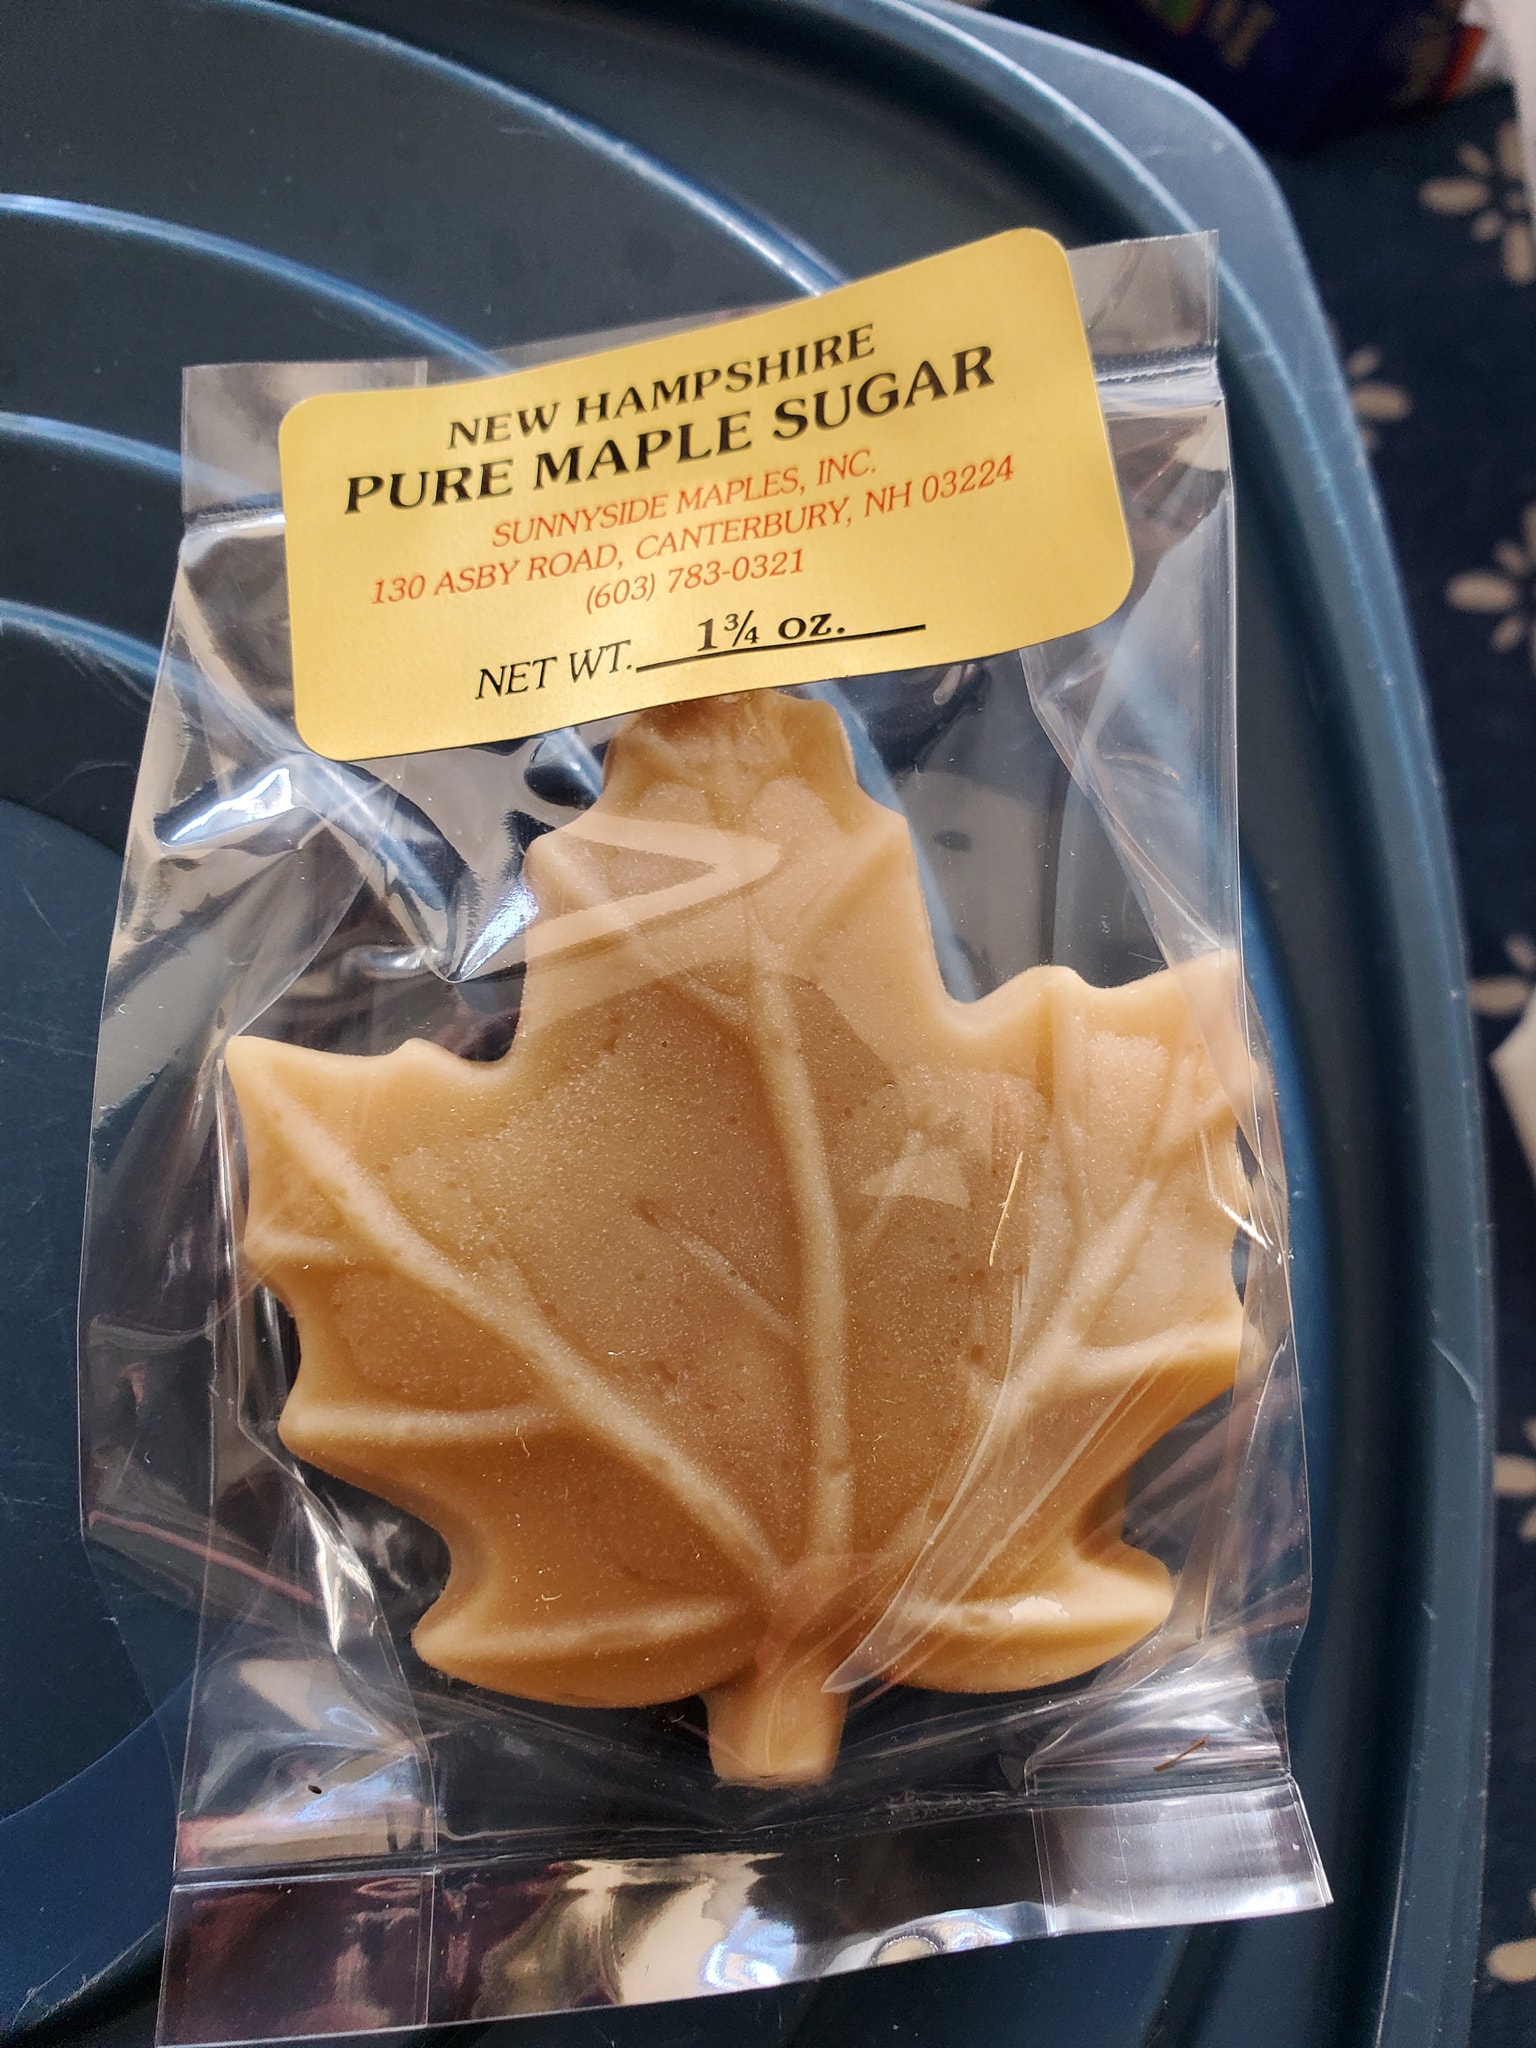 NEW HAMPSHIRE
PURE MAPLE SUGAR
SUNNYSIDE MAPLES, INC.
130 ASBY ROAD, CANTERBURY, NH 03224
(603) 783-0321
NET WT. 1¾ oz.